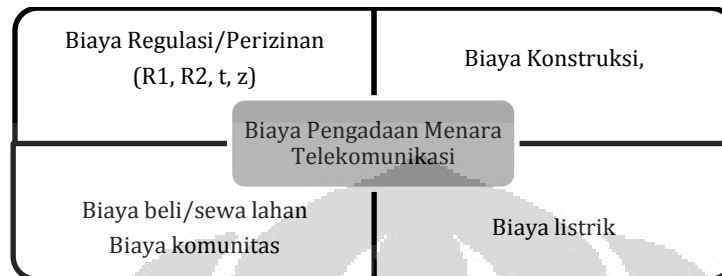 Biaya Regulasi/Perizinan
(R1, R2, t, z)
Biaya Konstruksi,
Biaya Pengadaan Menara
Telekomunikasi
Biaya beli/sewa lahan
Biaya komunitas
Biaya listrik